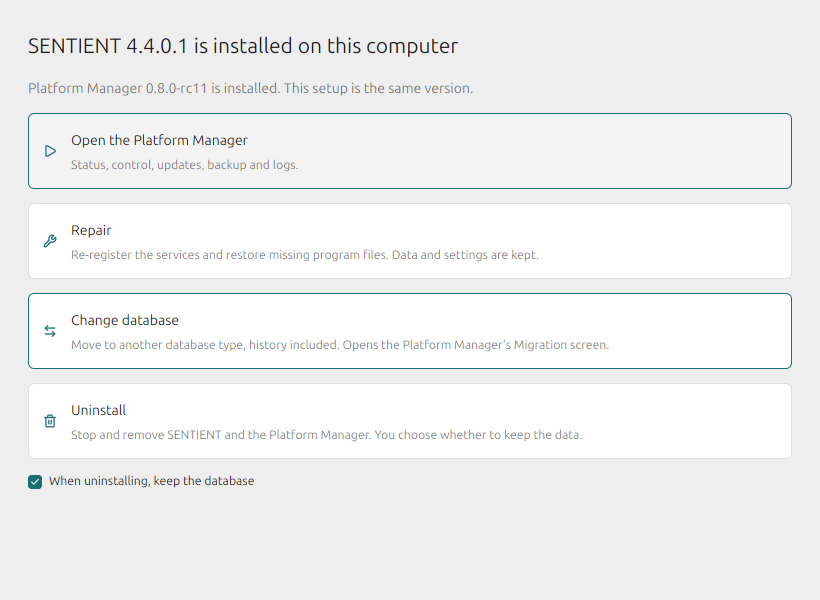 SENTIENT 4.4.0.1 is installed on this computer
Platform Manager 0.8.0-rc11 is installed. This setup is the same version.
Open the Platform Manager
Status, control, updates, backup and logs.
Repair
Re-register the services and restore missing program files. Data and settings are kept.
Change database
Move to another database type, history included. Opens the Platform Manager's Migration screen.
Uninstall
Stop and remove SENTIENT and the Platform Manager. You choose whether to keep the data.
When uninstalling, keep the database